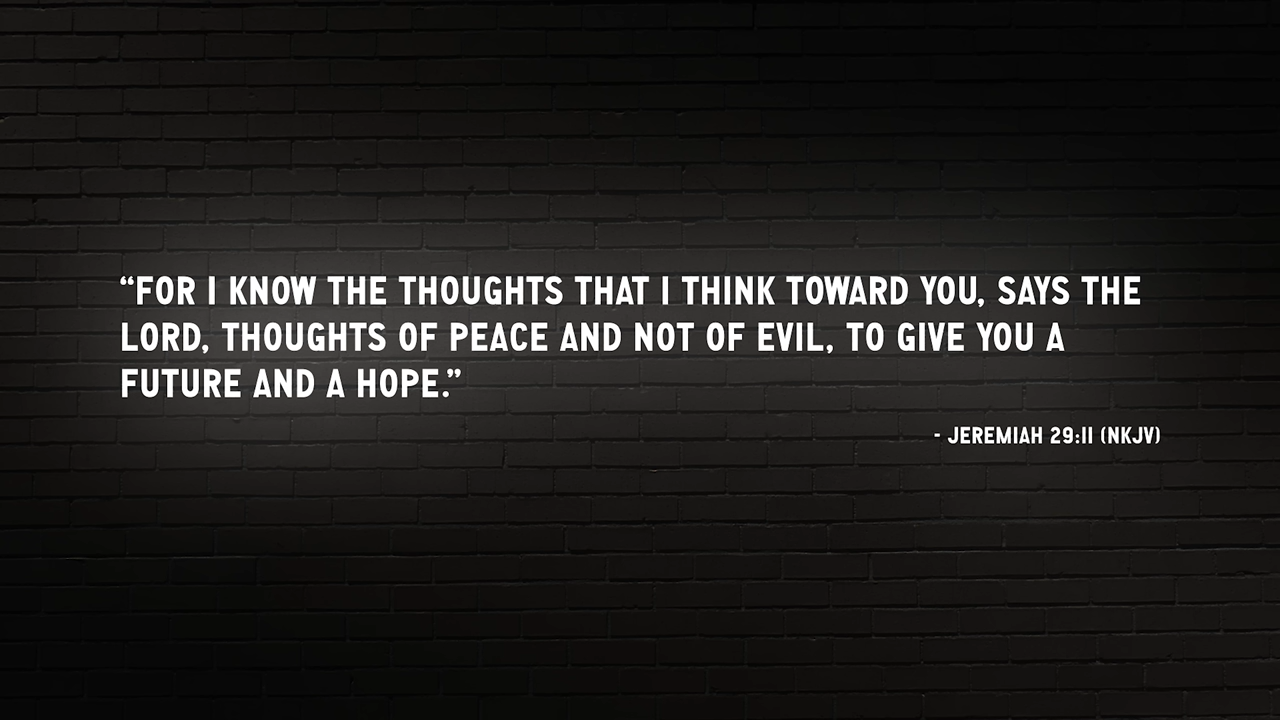 “FOR I KNOW THE THOUGHTS THAT I THINK TOWARD YOU, SAYS THE
LORD, THOUGHTS OF PEACE AND NOT OF EVIL, TO GIVE YOU A
FUTURE AND A HOPE.”
- JEREMIAH 29:11 (NKJV)